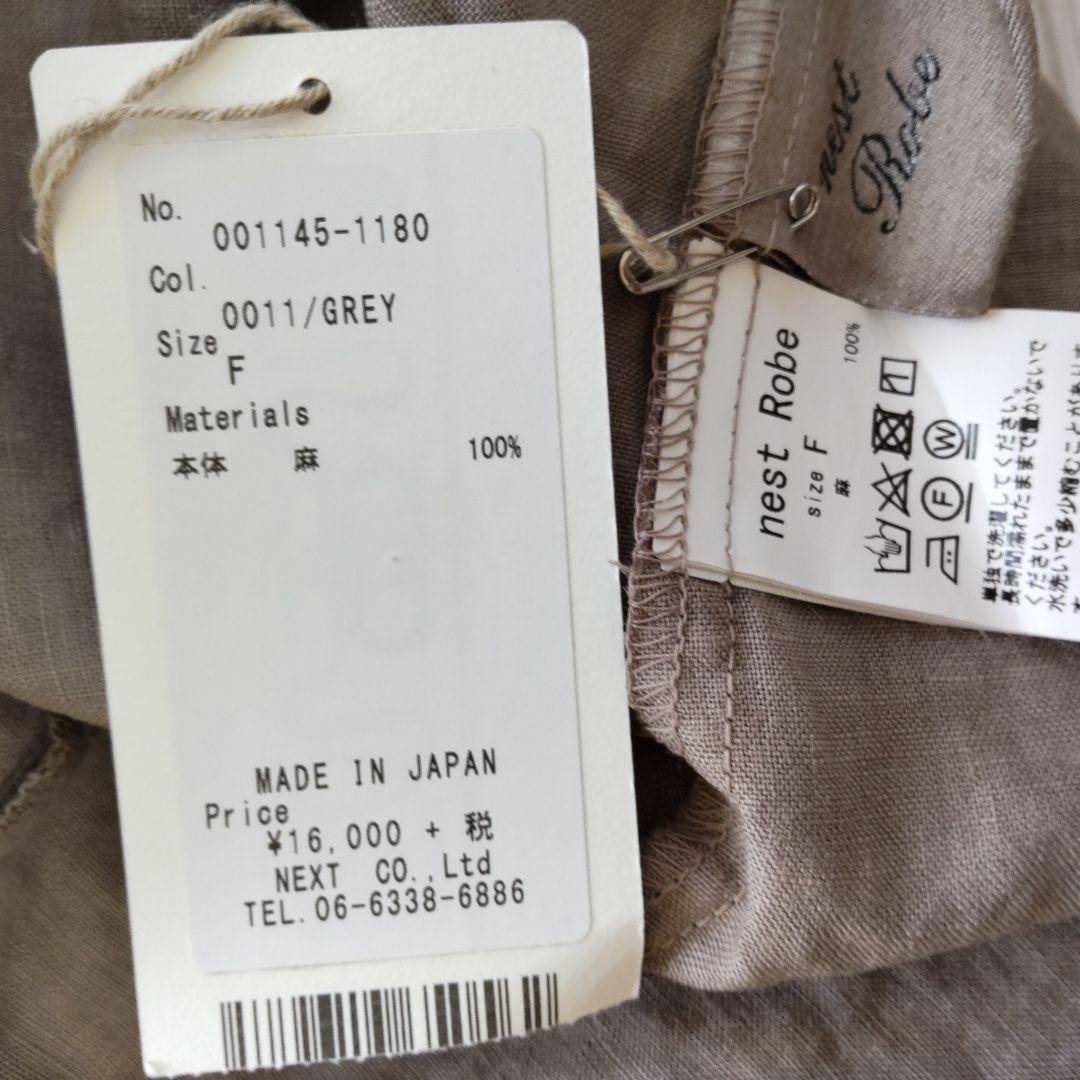 No.
001145-1180
Col.
0011/GREY
Size
F
Materials
本体 麻 100%
MADE IN JAPAN
Price
¥16,000 + 税
NEXT CO.,Ltd
TEL.06-6338-6886
nest
Robe
nest Robe
size F
麻 100%
F W
単独で洗濯してください。
長時間濡れたままで置かないで
ください。
水洗いで多少縮むことがありま